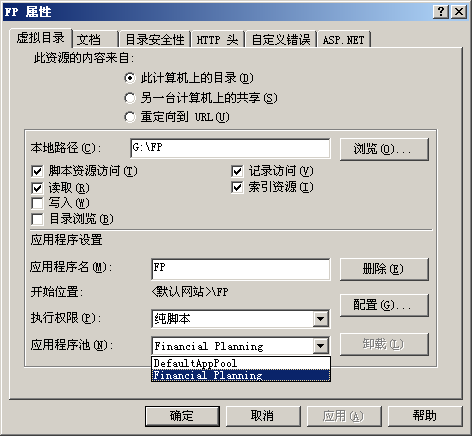 FP 属性
虚拟目录 文档 目录安全性 HTTP 头 自定义错误 ASP.NET
此资源的内容来自:
此计算机上的目录(D)
另一台计算机上的共享(S)
重定向到 URL(U)
本地路径(C): G:\FP 浏览(O)...
脚本资源访问(T) 记录访问(V)
读取(R) 索引资源(I)
写入(W)
目录浏览(B)
应用程序设置
应用程序名(M): FP 删除(E)
开始位置: <默认网站>\FP
配置(G)...
执行权限(P): 纯脚本
应用程序池(N): Financial Planning 卸载(L)
DefaultAppPool
Financial Planning
确定 取消 应用(A) 帮助